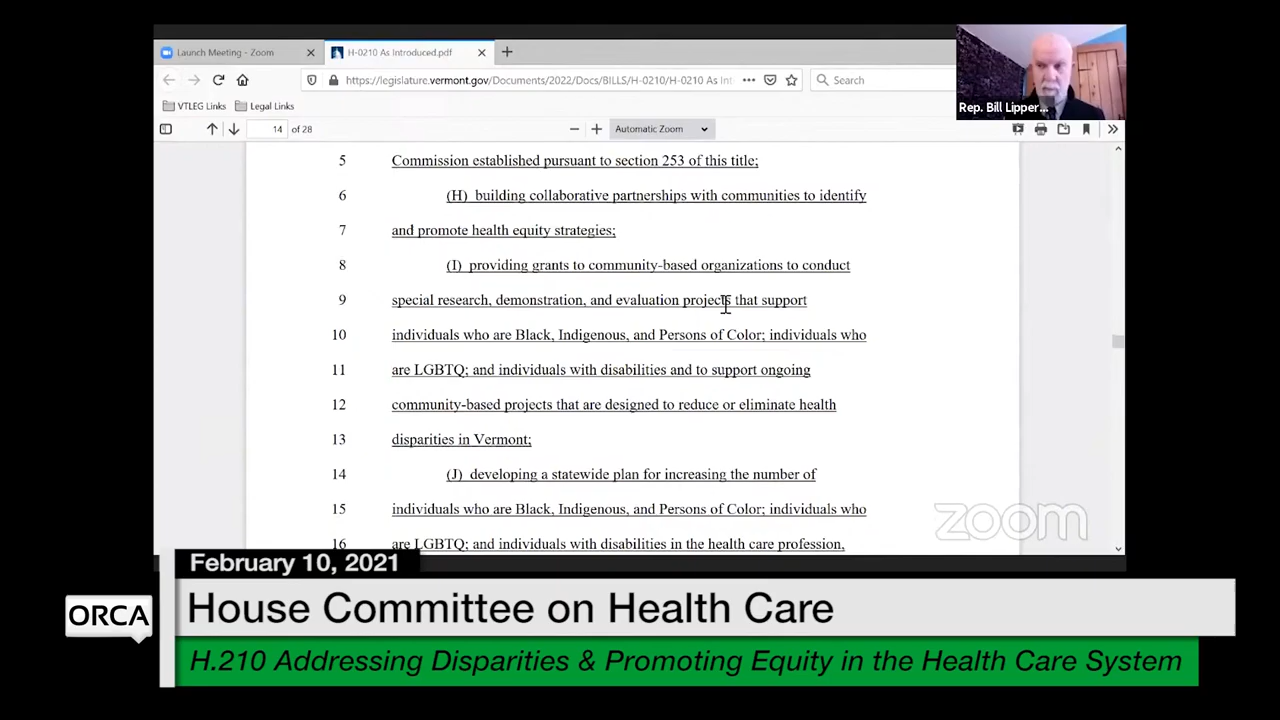 Launch Meeting - Zoom
H-0210 As Introduced.pdf
https://legislature.vermont.gov/Documents/2022/Docs/BILLS/H-0210/H-0210 As Int
Search
VTLEG Links
Legal Links
Rep. Bill Lipper...
14 of 28
Automatic Zoom
5 Commission established pursuant to section 253 of this title;
6 (H) building collaborative partnerships with communities to identify
7 and promote health equity strategies;
8 (I) providing grants to community-based organizations to conduct
9 special research, demonstration, and evaluation projects that support
10 individuals who are Black, Indigenous, and Persons of Color; individuals who
11 are LGBTQ; and individuals with disabilities and to support ongoing
12 community-based projects that are designed to reduce or eliminate health
13 disparities in Vermont;
14 (J) developing a statewide plan for increasing the number of
15 individuals who are Black, Indigenous, and Persons of Color; individuals who
16 are LGBTQ; and individuals with disabilities in the health care profession,
zoom
February 10, 2021
ORCA
House Committee on Health Care
H.210 Addressing Disparities & Promoting Equity in the Health Care System